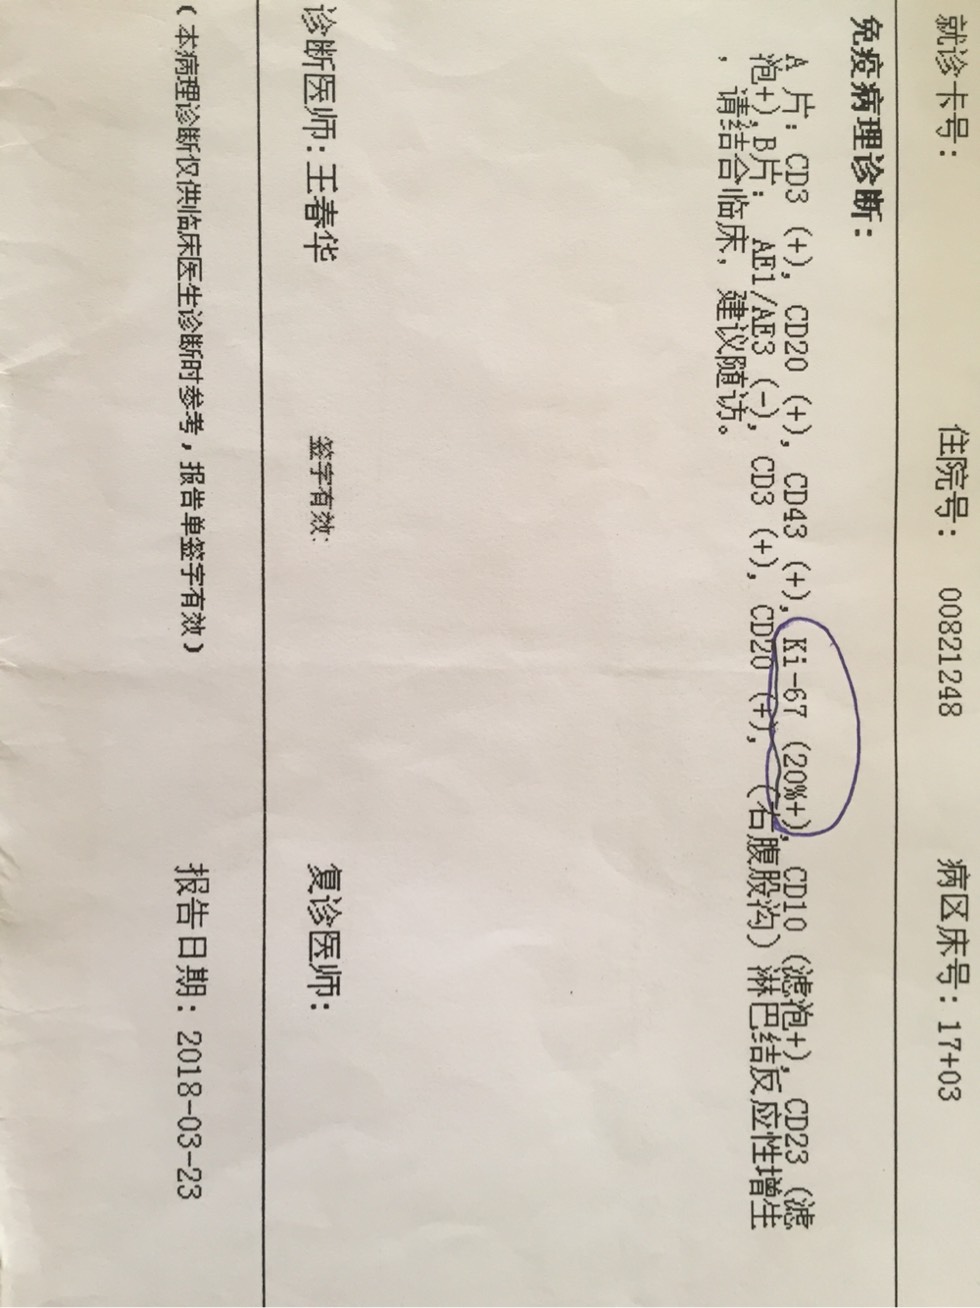 就诊卡号： 住院号： 00821248 病区床号：17+03
免疫病理诊断：
A 片：CD3 (+), CD20 (+), CD43 (+), Ki-67 (20%+), CD10 (滤泡+), CD23 (滤
泡+),B片： AE1/AE3 (-), CD3 (+), CD20 (+), (右腹股沟) 淋巴结反应性增生
，请结合临床，建议随访。
诊断医师：王春华 签字有效： 复诊医师：
（本病理诊断仅供临床医生诊断时参考，报告单签字有效） 报告日期：2018-03-23